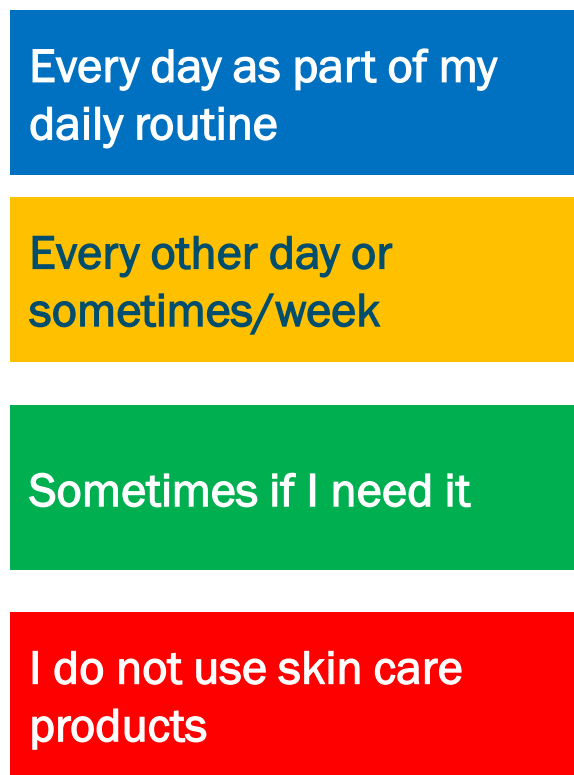 Every day as part of my
daily routine
Every other day or
sometimes/week
Sometimes if I need it
I do not use skin care
products